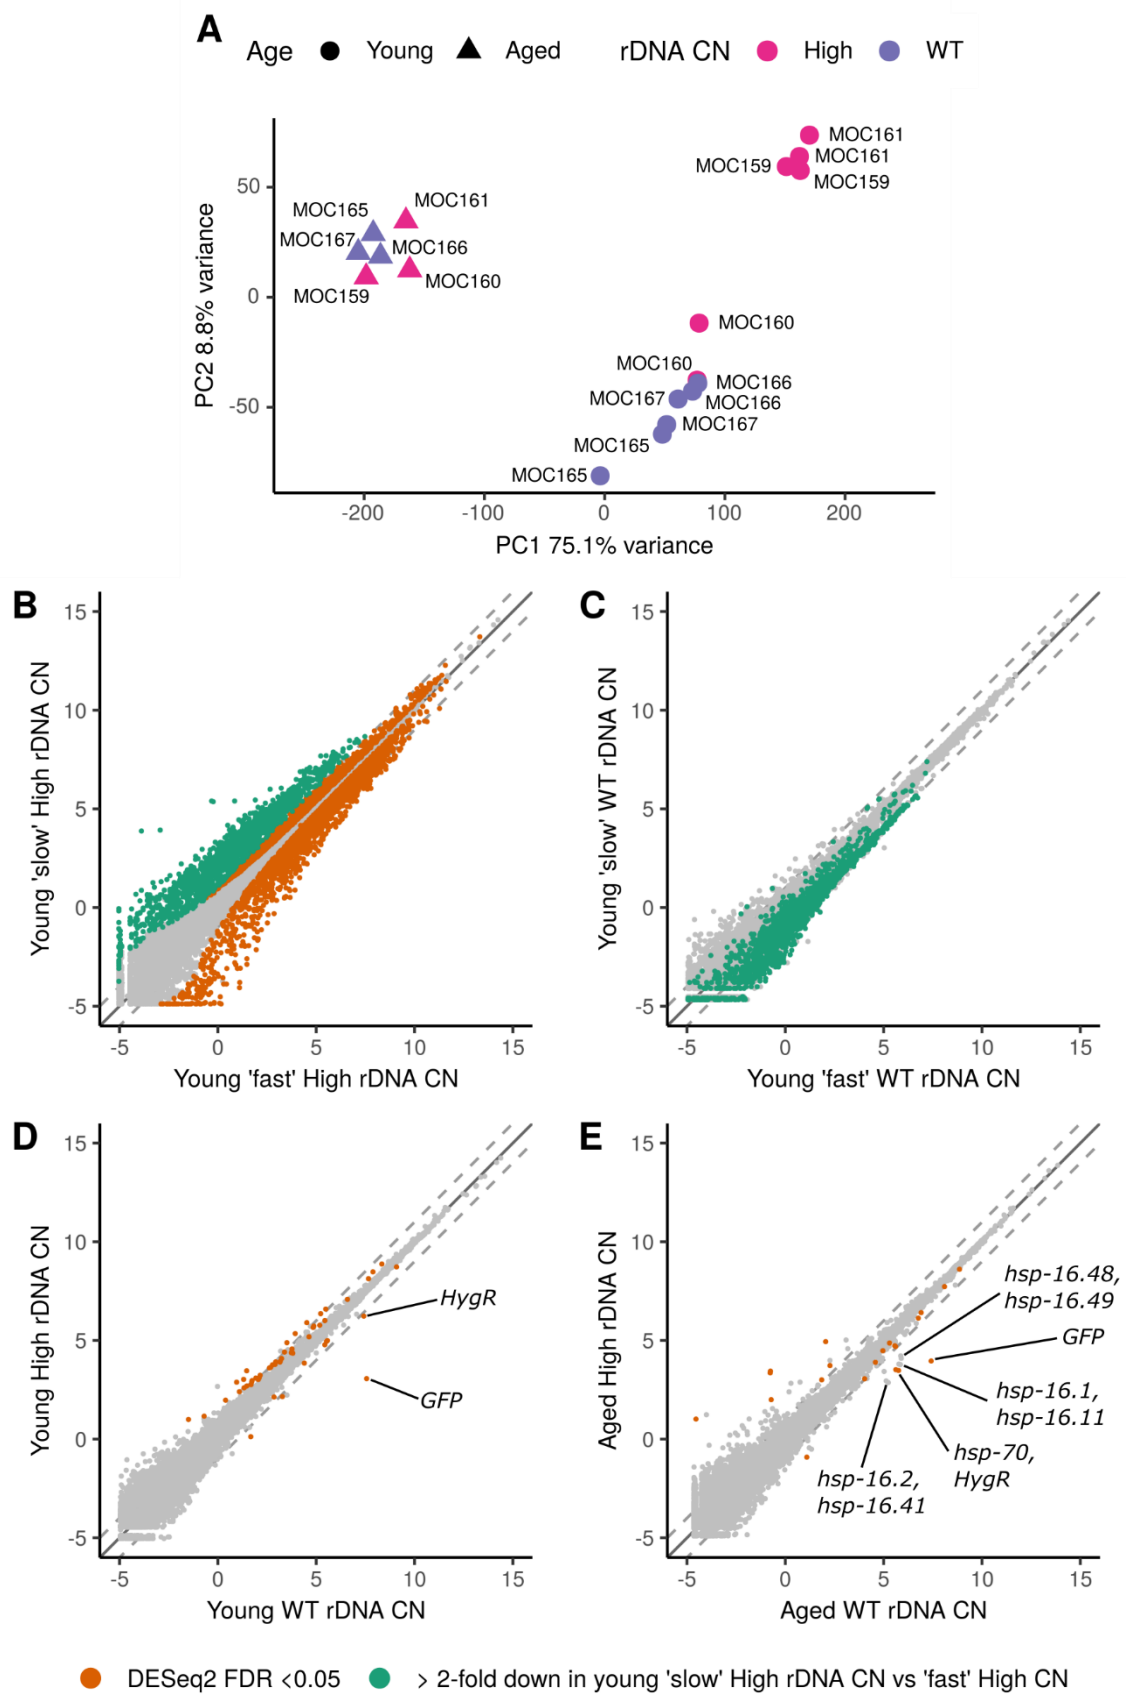 A
Age Young Aged rDNA CN High WT
PC2 8.8% variance
50
0
-50
MOC161
MOC161
MOC159
MOC159
MOC161
MOC165
MOC167
MOC166
MOC160
MOC159
MOC160
MOC160
MOC166
MOC167
MOC166
MOC167
MOC165
MOC165
-200 -100 0 100 200
PC1 75.1% variance
B
Young 'slow' High rDNA CN
15
10
5
0
-5
-5 0 5 10 15
Young 'fast' High rDNA CN
C
Young 'slow' WT rDNA CN
15
10
5
0
-5
-5 0 5 10 15
Young 'fast' WT rDNA CN
D
Young High rDNA CN
15
10
5
0
-5
HygR
GFP
-5 0 5 10 15
Young WT rDNA CN
E
Aged High rDNA CN
15
10
5
0
-5
hsp-16.48,
hsp-16.49
GFP
hsp-16.1,
hsp-16.11
hsp-70,
HygR
hsp-16.2,
hsp-16.41
-5 0 5 10 15
Aged WT rDNA CN
DESeq2 FDR <0.05 > 2-fold down in young 'slow' High rDNA CN vs 'fast' High CN